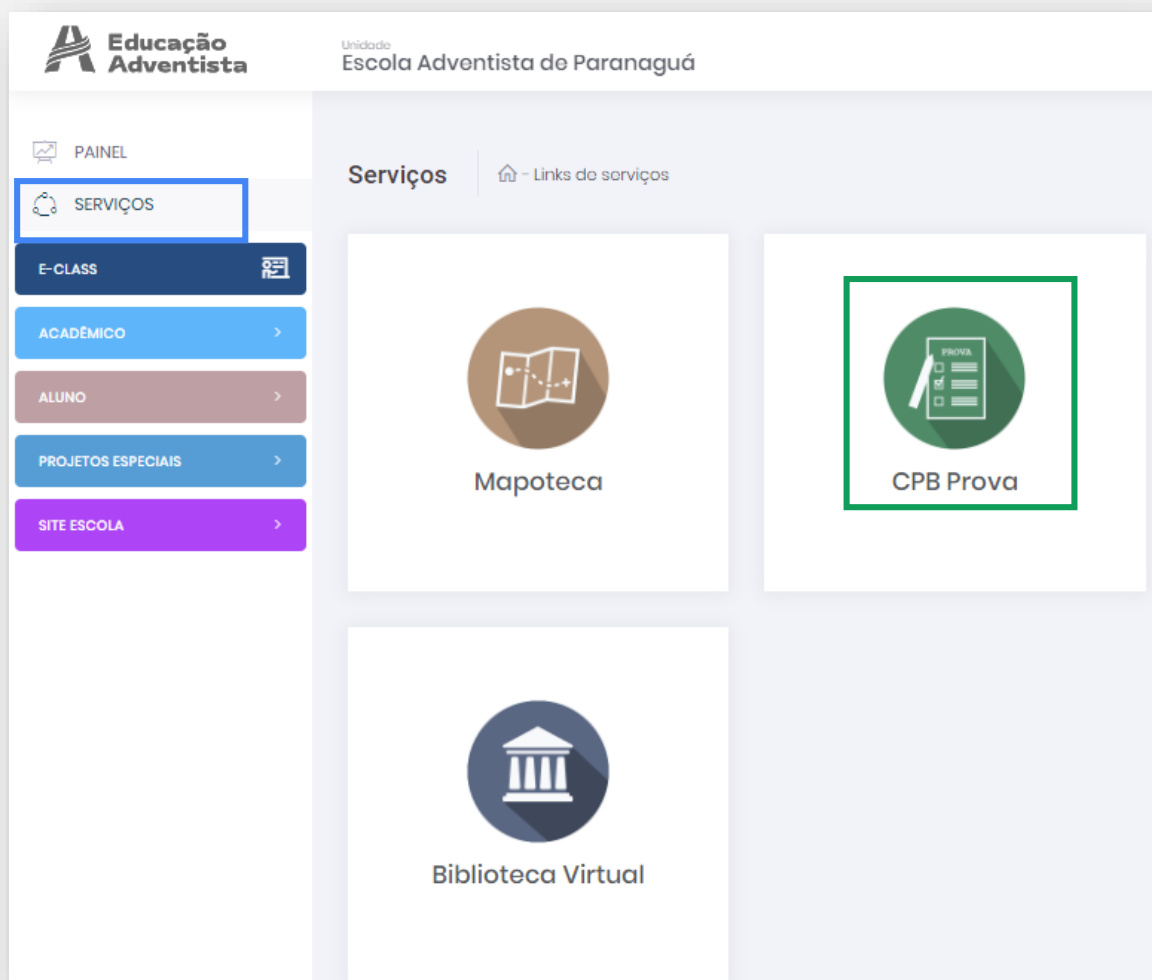 Educação
Adventista
Unidade
Escola Adventista de Paranaguá
PAINEL
SERVIÇOS
E-CLASS
ACADÊMICO
ALUNO
PROJETOS ESPECIAIS
SITE ESCOLA
Serviços
- Links de serviços
Mapoteca
PROVA
CPB Prova
Biblioteca Virtual